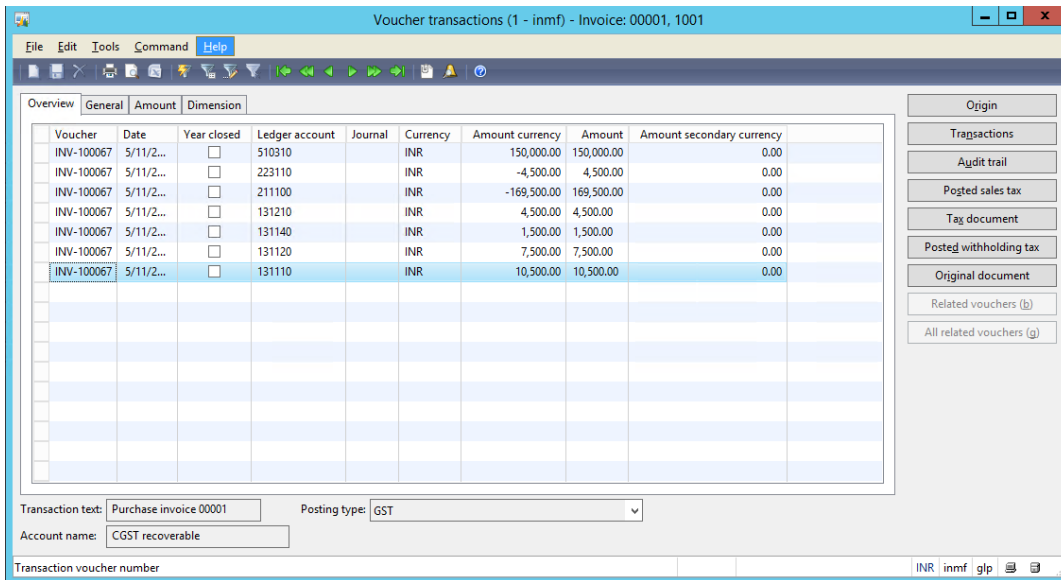 Voucher transactions (1 - inmf) - Invoice: 00001, 1001
File Edit Tools Command Help
Overview General Amount Dimension
Voucher Date Year closed Ledger account Journal Currency Amount currency Amount Amount secondary currency
INV-100067 5/11/2... 510310 INR 150,000.00 150,000.00 0.00
INV-100067 5/11/2... 223110 INR -4,500.00 4,500.00 0.00
INV-100067 5/11/2... 211100 INR -169,500.00 169,500.00 0.00
INV-100067 5/11/2... 131210 INR 4,500.00 4,500.00 0.00
INV-100067 5/11/2... 131140 INR 1,500.00 1,500.00 0.00
INV-100067 5/11/2... 131120 INR 7,500.00 7,500.00 0.00
INV-100067 5/11/2... 131110 INR 10,500.00 10,500.00 0.00
Origin
Transactions
Audit trail
Posted sales tax
Tax document
Posted withholding tax
Original document
Related vouchers (b)
All related vouchers (g)
Transaction text: Purchase invoice 00001 Posting type: GST
Account name: CGST recoverable
Transaction voucher number INR inmf glp